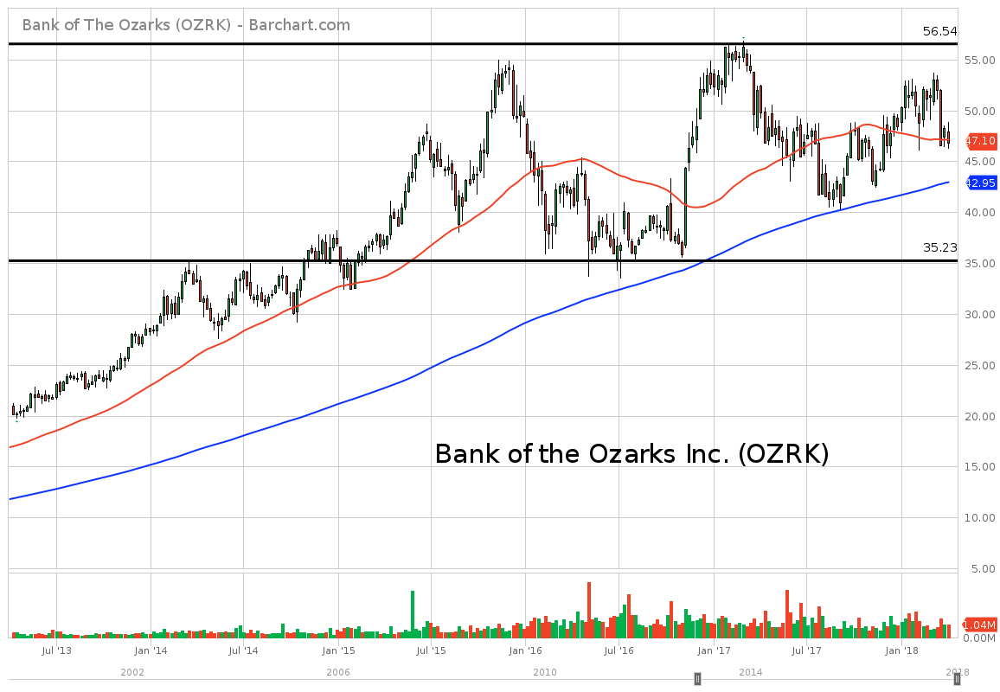 Bank of The Ozarks (OZRK) - Barchart.com
56.54
55.00
50.00
47.10
45.00
42.95
40.00
35.23
35.00
30.00
25.00
20.00
Bank of the Ozarks Inc. (OZRK)
15.00
10.00
5.00
1.04M
0.00M
Jul '13 Jan '14 Jul '14 Jan '15 Jul '15 Jan '16 Jul '16 Jan '17 Jul '17 Jan '18
2002 2006 2010 2014 2018